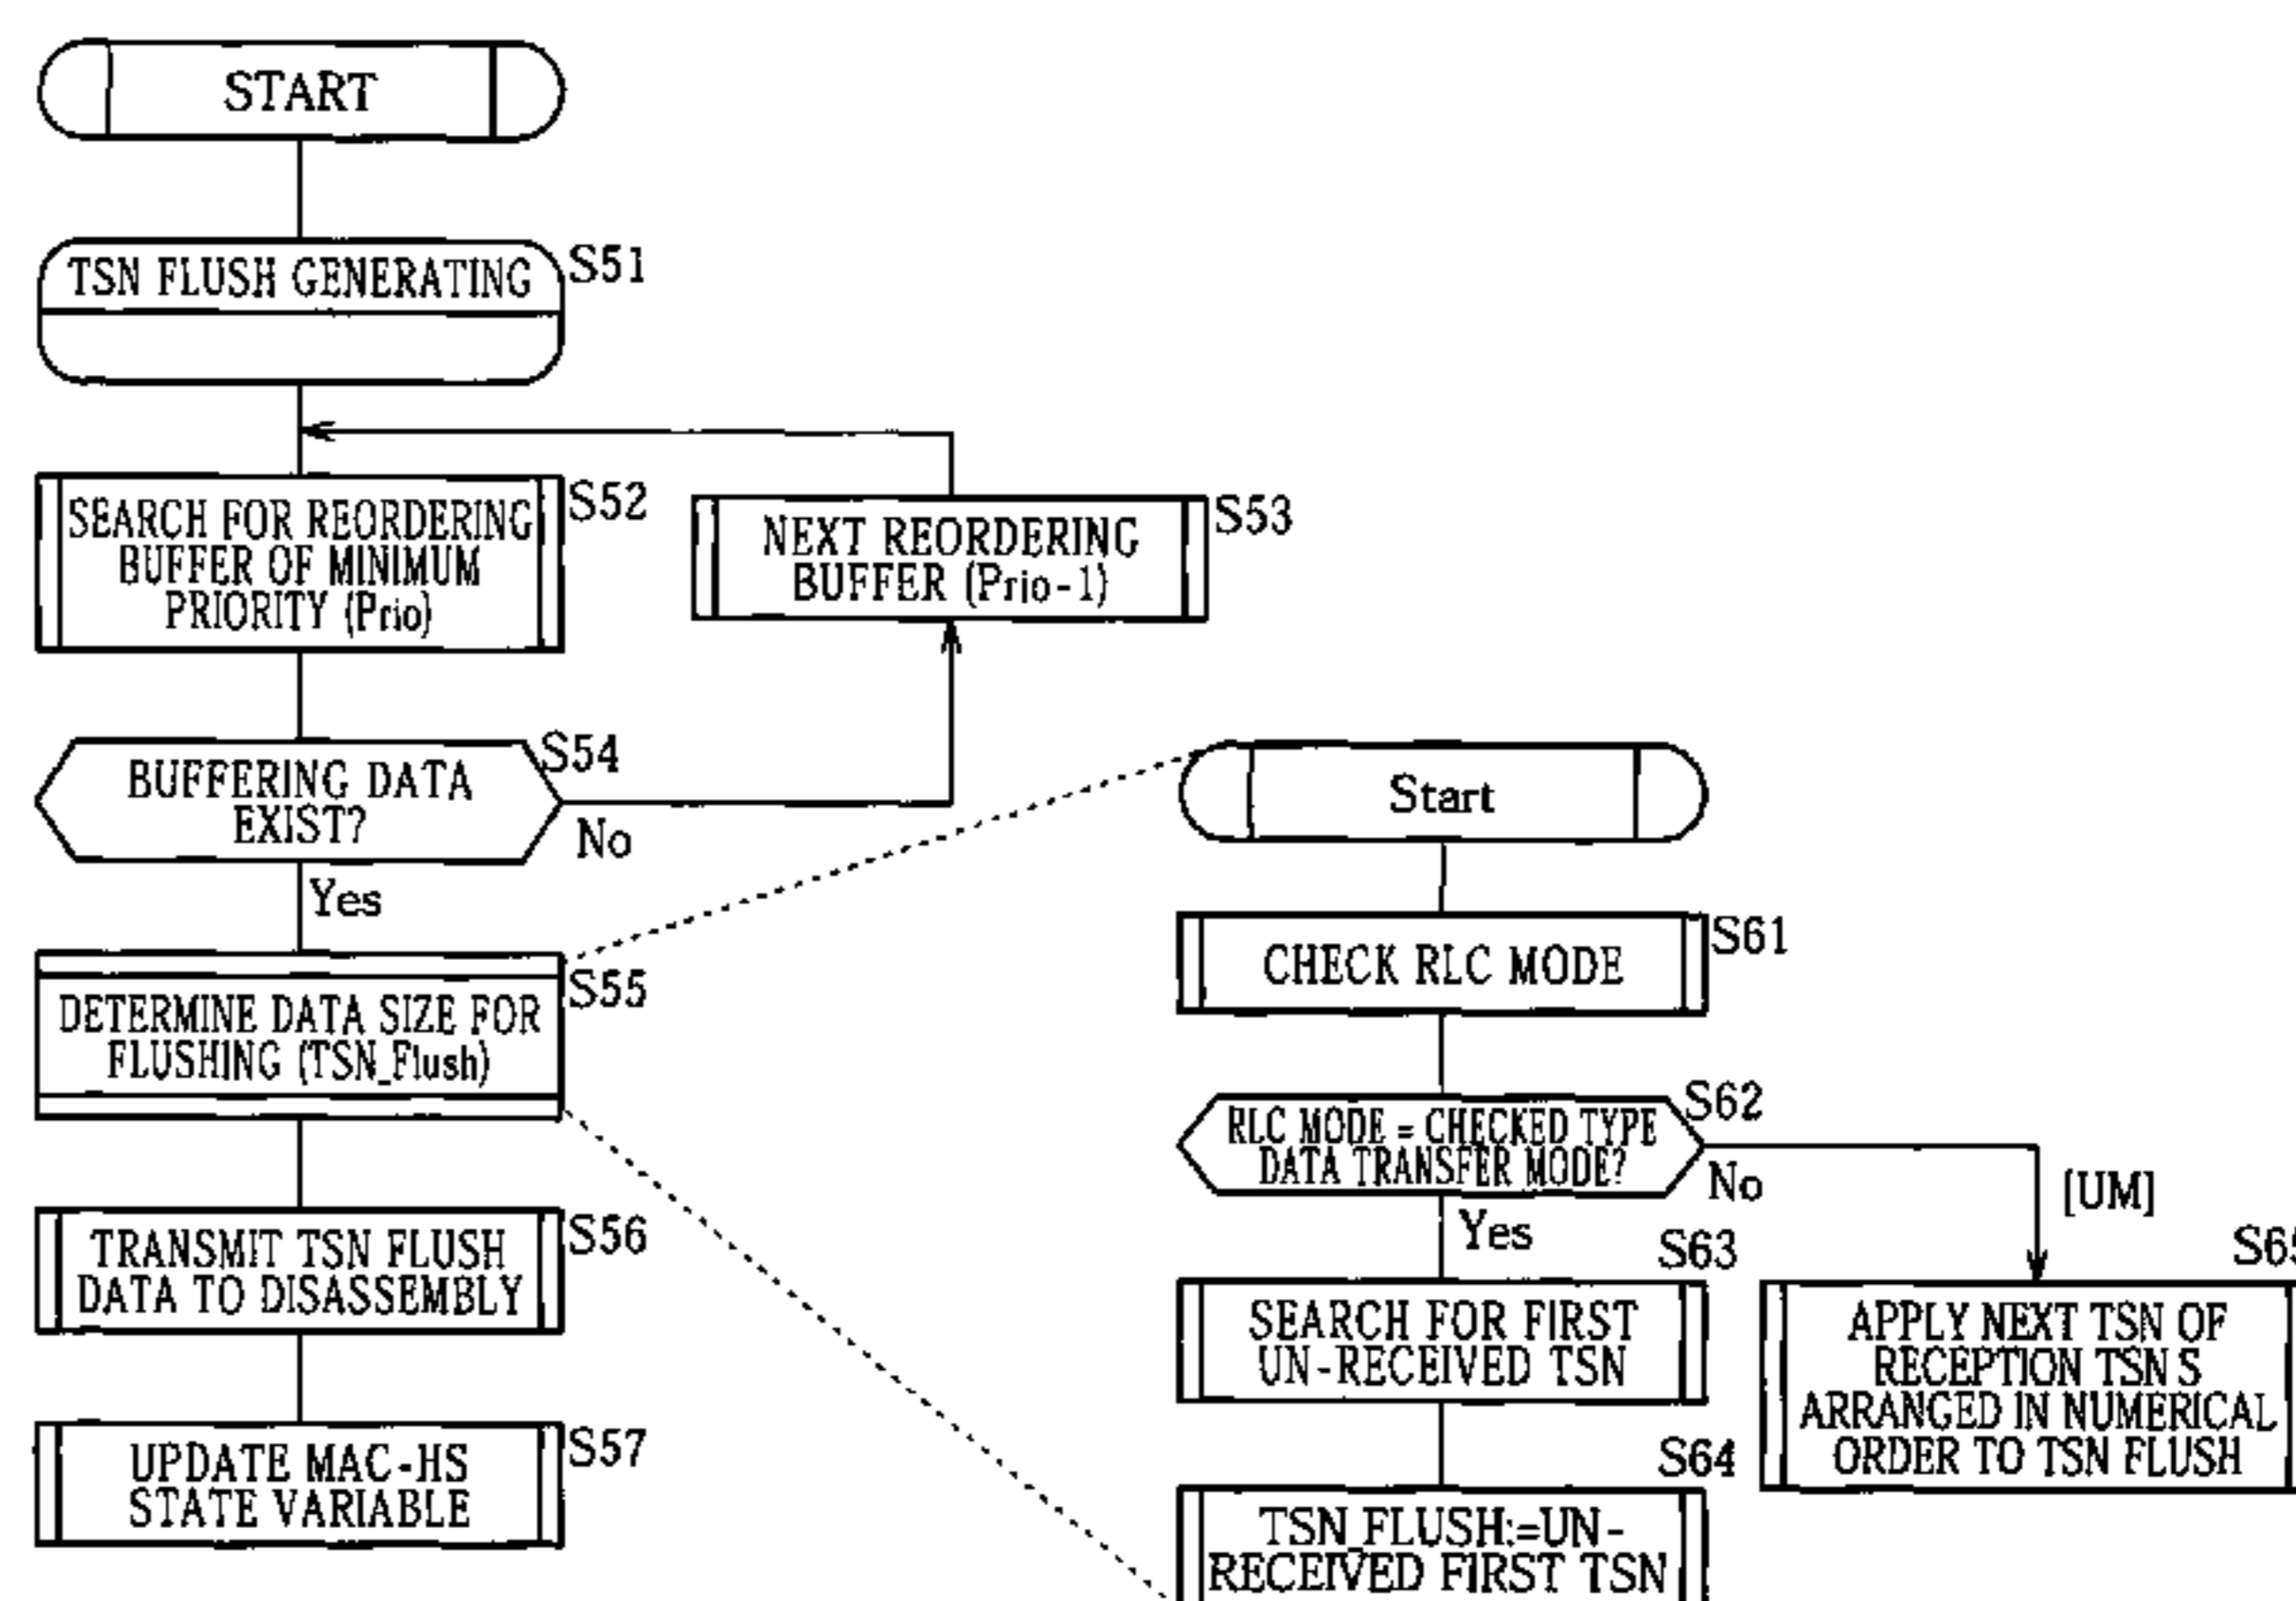 START
TSN FLUSH GENERATING
S51
SEARCH FOR REORDERING
BUFFER OF MINIMUM
PRIORITY (Prio)
S52
NEXT REORDERING
BUFFER (Prio-1)
S53
BUFFERING DATA
EXIST?
S54
No
Yes
DETERMINE DATA SIZE FOR
FLUSHING (TSN_Flush)
S55
TRANSMIT TSN FLUSH
DATA TO DISASSEMBLY
S56
UPDATE MAC-HS
STATE VARIABLE
S57
Start
CHECK RLC MODE
S61
RLC MODE = CHECKED TYPE
DATA TRANSFER MODE?
S62
No
[UM]
Yes
S63
SEARCH FOR FIRST
UN-RECEIVED TSN
S64
TSN_FLUSH:=UN-
RECEIVED FIRST TSN
S65
APPLY NEXT TSN OF
RECEPTION TSN S
ARRANGED IN NUMERICAL
ORDER TO TSN FLUSH